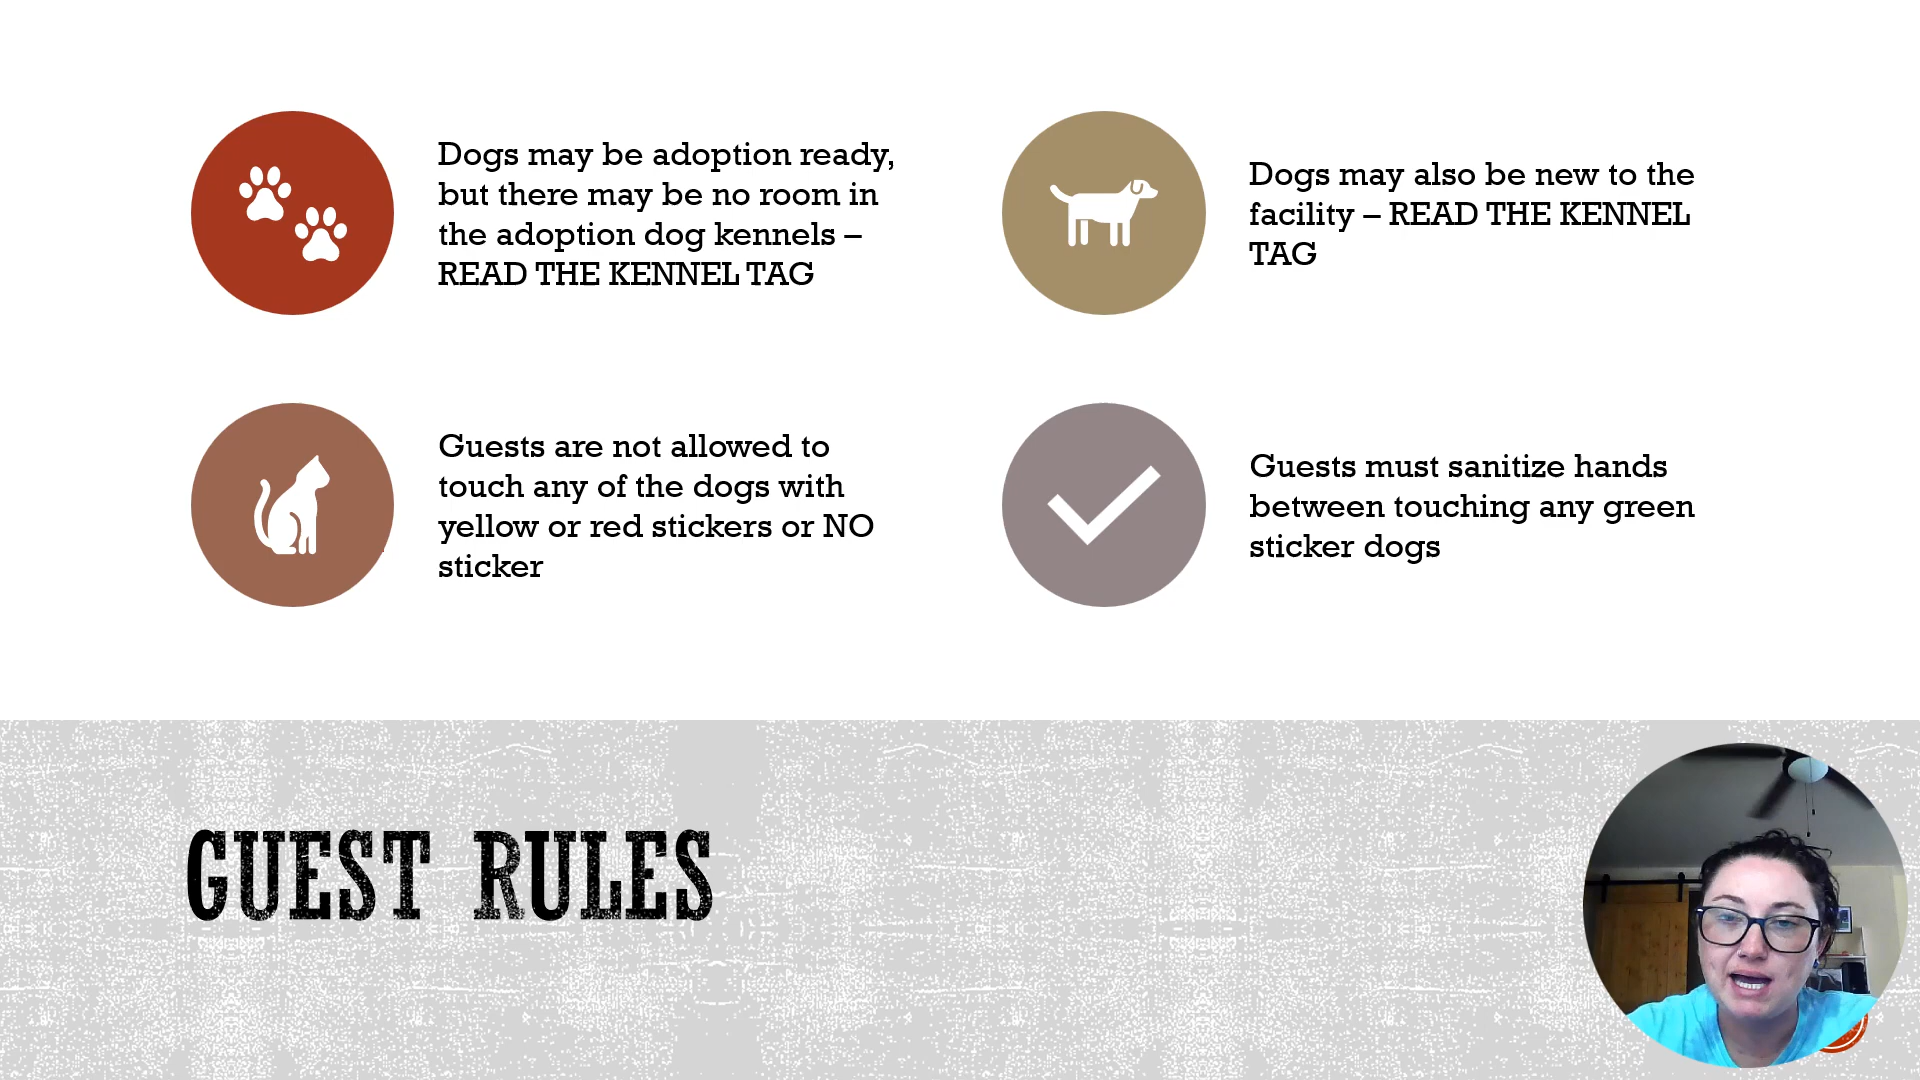 Dogs may be adoption ready,
but there may be no room in
the adoption dog kennels –
READ THE KENNEL TAG
Dogs may also be new to the
facility – READ THE KENNEL
TAG
Guests are not allowed to
touch any of the dogs with
yellow or red stickers or NO
sticker
Guests must sanitize hands
between touching any green
sticker dogs
GUEST RULES